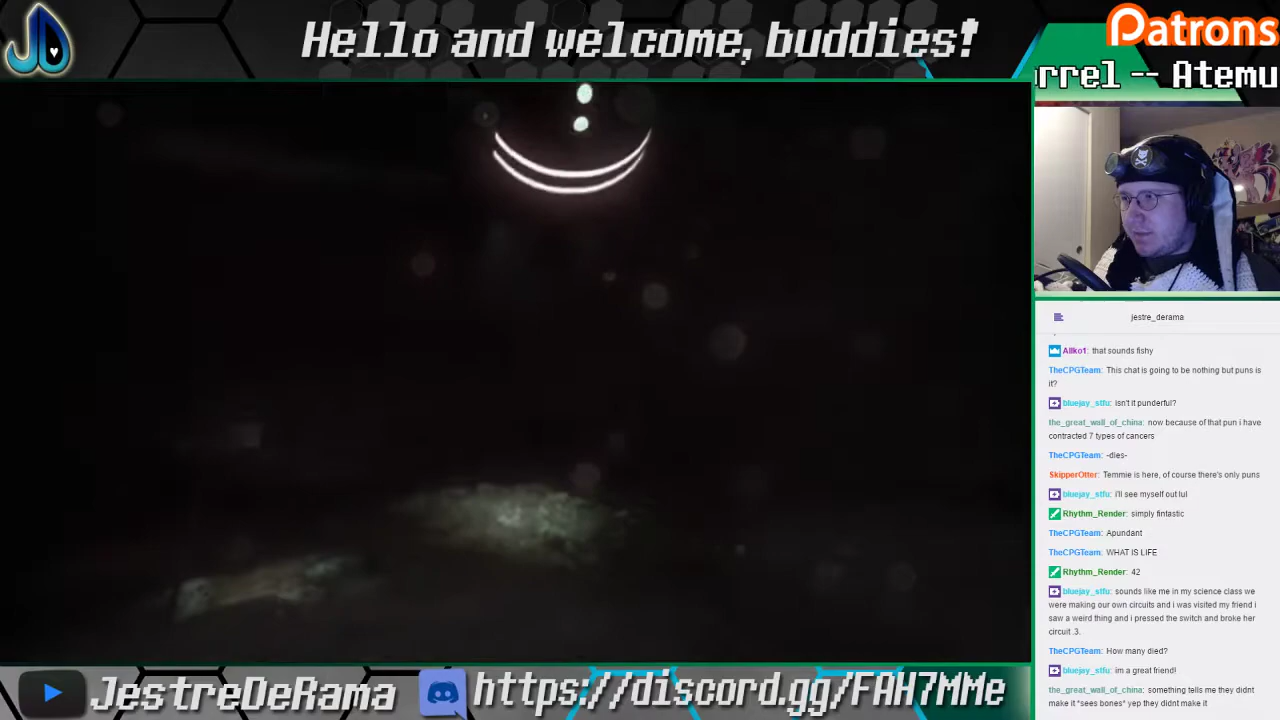 JD
Hello and welcome, buddies!
Patrons
rrel -- Atemu
jestre_derama
Allko1: that sounds fishy
TheCPGTeam: This chat is going to be nothing but puns is
it?
bluejay_stfu: isn't it punderful?
the_great_wall_of_china: now because of that pun i have
contracted 7 types of cancers
TheCPGTeam: -dies-
SkipperOtter: Temmie is here, of course there's only puns
bluejay_stfu: i'll see myself out lul
Rhythm_Render: simply fintastic
TheCPGTeam: Apundant
TheCPGTeam: WHAT IS LIFE
Rhythm_Render: 42
bluejay_stfu: sounds like me in my science class we
were making our own circuits and i was visited my friend i
saw a weird thing and i pressed the switch and broke her
circuit .3.
TheCPGTeam: How many died?
bluejay_stfu: im a great friend!
the_great_wall_of_china: something tells me they didnt
make it *sees bones* yep they didnt make it
JestreDeRama
https://discord.gg/FAH7MMe